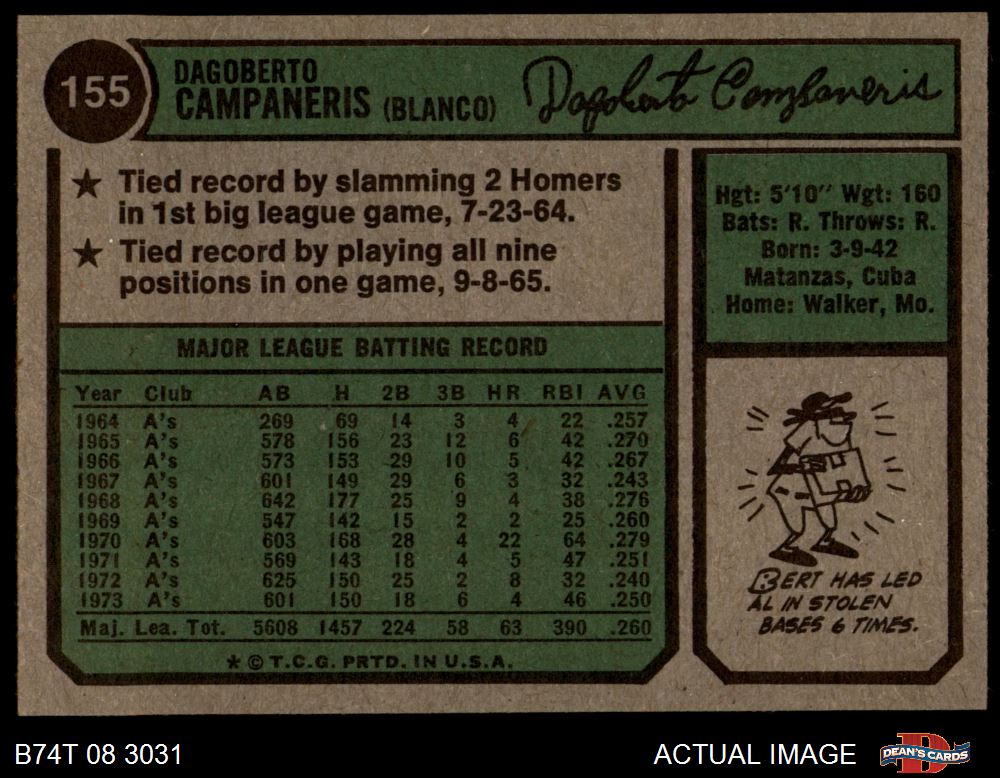 155
DAGOBERTO
CAMPANERIS (BLANCO)
Dagoberto Campaneris
★ Tied record by slamming 2 Homers
in 1st big league game, 7-23-64.
★ Tied record by playing all nine
positions in one game, 9-8-65.
Hgt: 5'10" Wgt: 160
Bats: R. Throws: R.
Born: 3-9-42
Matanzas, Cuba
Home: Walker, Mo.
MAJOR LEAGUE BATTING RECORD
Year Club AB H 2B 3B HR RBI AVG
1964 A's 269 69 14 3 4 22 .257
1965 A's 578 156 23 12 6 42 .270
1966 A's 573 153 29 10 5 42 .267
1967 A's 601 149 29 6 3 32 .243
1968 A's 642 177 25 9 4 38 .276
1969 A's 547 142 15 2 2 25 .260
1970 A's 603 168 28 4 22 64 .279
1971 A's 569 143 18 4 5 47 .251
1972 A's 625 150 25 2 8 32 .240
1973 A's 601 150 18 6 4 46 .250
Maj. Lea. Tot. 5608 1457 224 58 63 390 .260
★ © T.C.G. PRTD. IN U.S.A.
BERT HAS LED
AL IN STOLEN
BASES 6 TIMES.
B74T 08 3031
ACTUAL IMAGE
DEAN'S CARDS